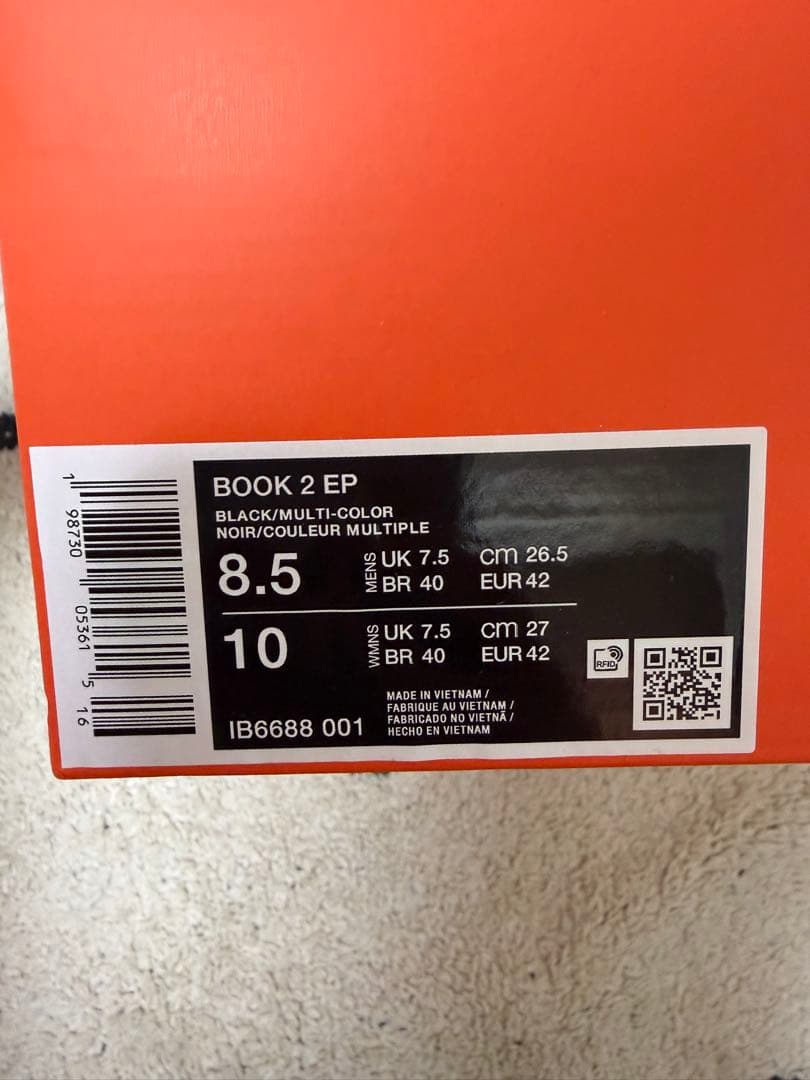 BOOK 2 EP
BLACK/MULTI-COLOR
NOIR/COULEUR MULTIPLE
8.5 MENS UK 7.5 cm 26.5
BR 40 EUR 42
10 WMNS UK 7.5 cm 27
BR 40 EUR 42
RFID
MADE IN VIETNAM /
FABRIQUE AU VIETNAM /
FABRICADO NO VIETNÃ /
HECHO EN VIETNAM
IB6688 001
1 98730 05361 5 16